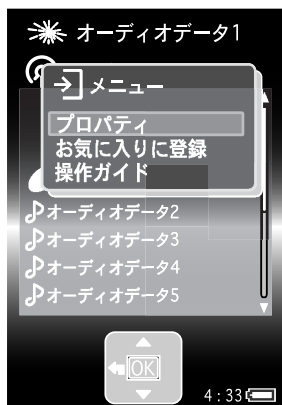 オーディオデータ1
メニュー
プロパティ
お気に入りに登録
操作ガイド
オーディオデータ2
オーディオデータ3
オーディオデータ4
オーディオデータ5
OK
4:33